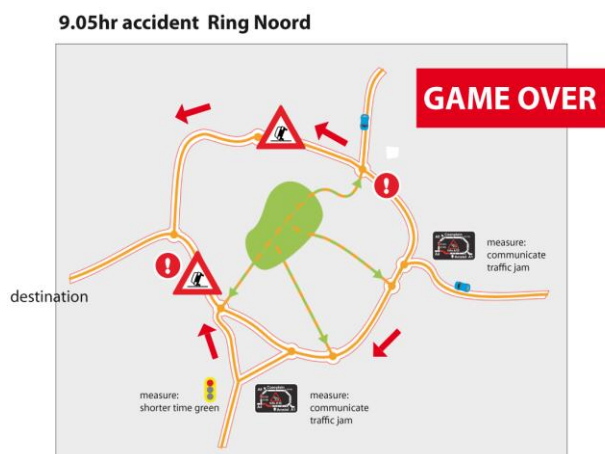 9.05hr accident Ring Noord
GAME OVER
measure:
communicate
traffic jam
destination
measure:
shorter time green
measure:
communicate
traffic jam